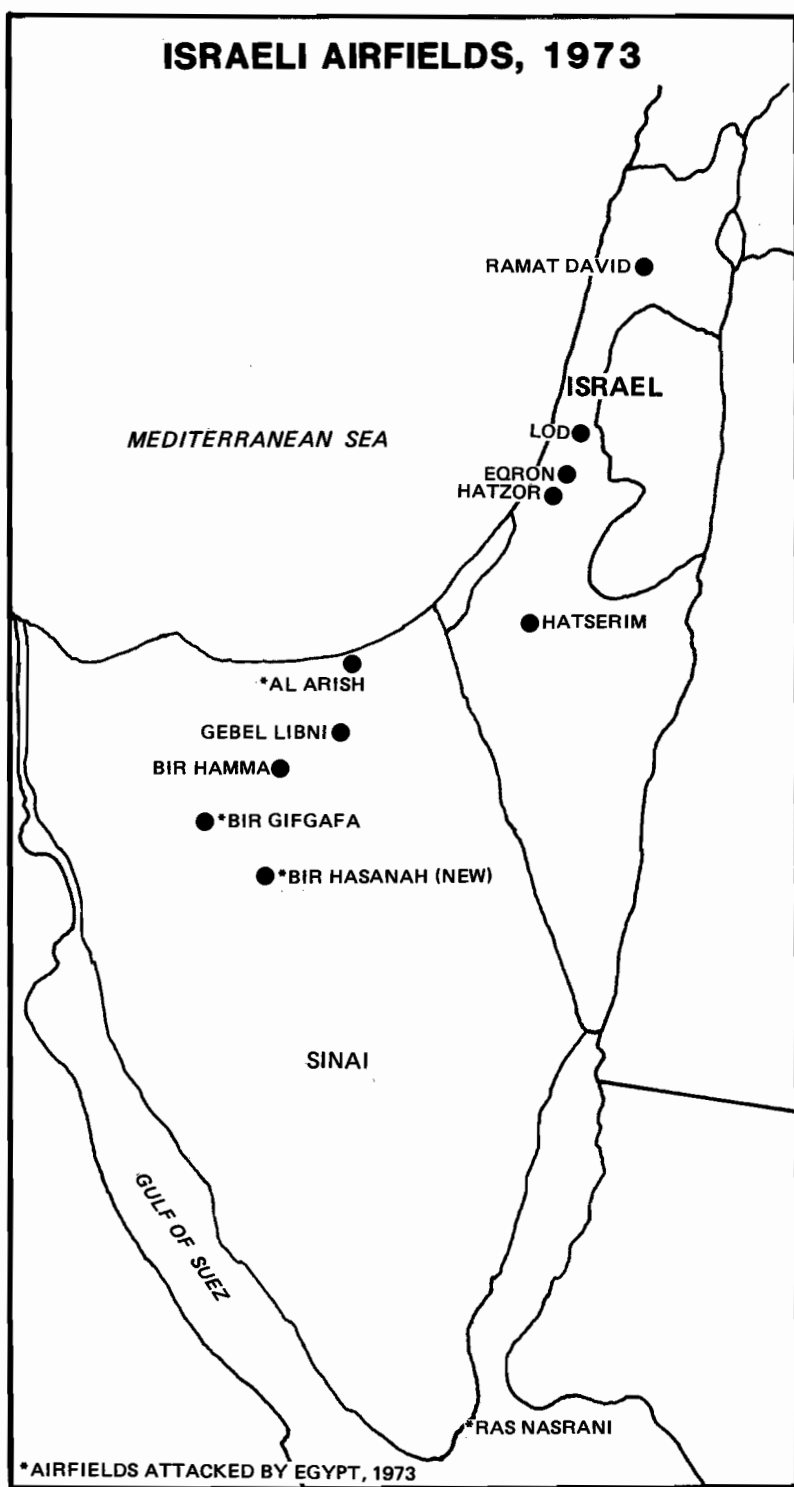 ISRAELI AIRFIELDS, 1973
RAMAT DAVID
ISRAEL
MEDITERRANEAN SEA
LOD
EQRON
HATZOR
HATSERIM
*AL ARISH
GEBEL LIBNI
BIR HAMMA
*BIR GIFGAFA
*BIR HASANAH (NEW)
SINAI
GULF OF SUEZ
*RAS NASRANI
*AIRFIELDS ATTACKED BY EGYPT, 1973